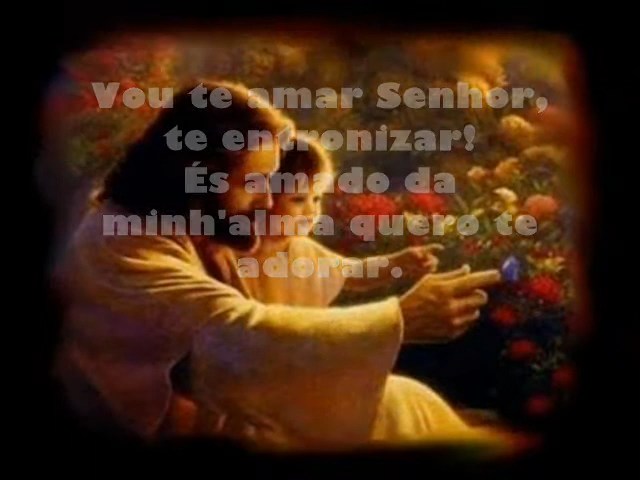 Vou te amar Senhor,
te entronizar!
És amado da
minh'alma quero te
adorar.